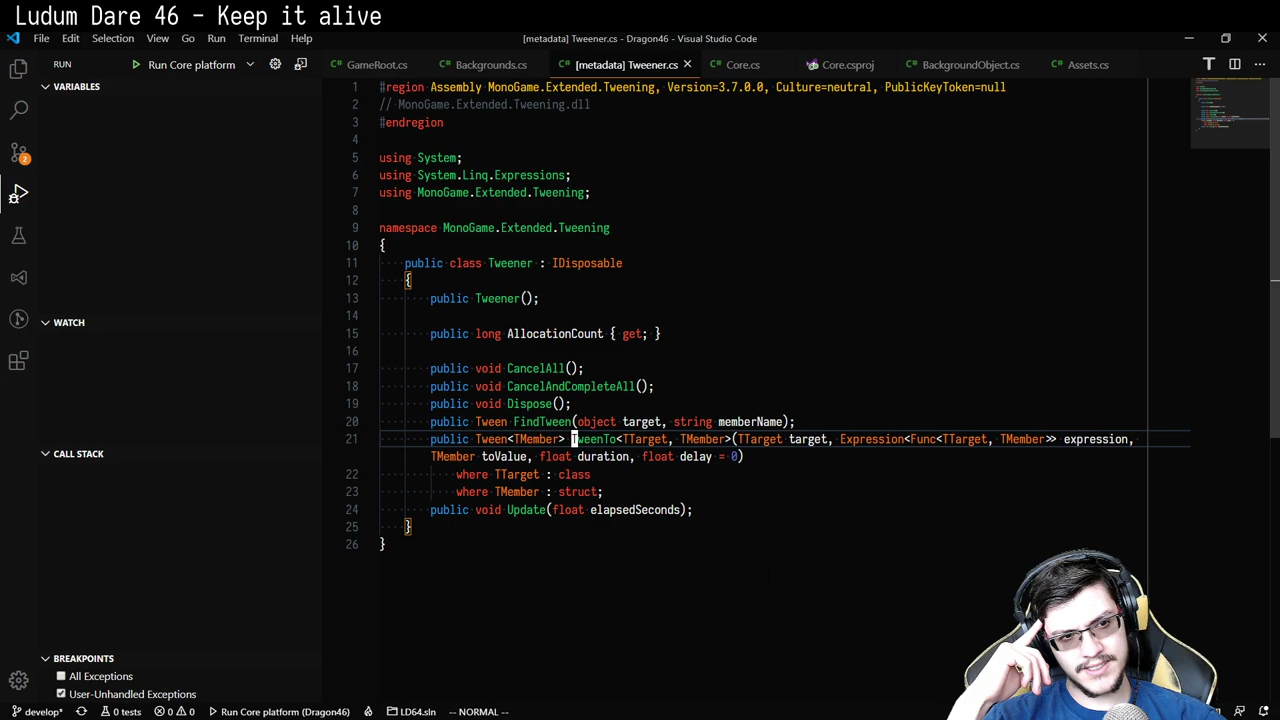 Ludum Dare 46 - Keep it alive
File Edit Selection View Go Run Terminal Help
[metadata] Tweener.cs - Dragon46 - Visual Studio Code
RUN Run Core platform
GameRoot.cs Backgrounds.cs [metadata] Tweener.cs Core.cs Core.csproj BackgroundObject.cs Assets.cs
VARIABLES
WATCH
CALL STACK
BREAKPOINTS
All Exceptions
User-Unhandled Exceptions
2
1 #region Assembly MonoGame.Extended.Tweening, Version=3.7.0.0, Culture=neutral, PublicKeyToken=null
2 // MonoGame.Extended.Tweening.dll
3 #endregion
4
5 using System;
6 using System.Linq.Expressions;
7 using MonoGame.Extended.Tweening;
8
9 namespace MonoGame.Extended.Tweening
10 {
11 public class Tweener : IDisposable
12 {
13 public Tweener();
14
15 public long AllocationCount { get; }
16
17 public void CancelAll();
18 public void CancelAndCompleteAll();
19 public void Dispose();
20 public Tween FindTween(object target, string memberName);
21 public Tween<TMember> TweenTo<TTarget, TMember>(TTarget target, Expression<Func<TTarget, TMember>> expression,
TMember toValue, float duration, float delay = 0)
22 where TTarget : class
23 where TMember : struct;
24 public void Update(float elapsedSeconds);
25 }
26 }
develop* 0 tests 0 0 Run Core platform (Dragon46) LD64.sln -- NORMAL --